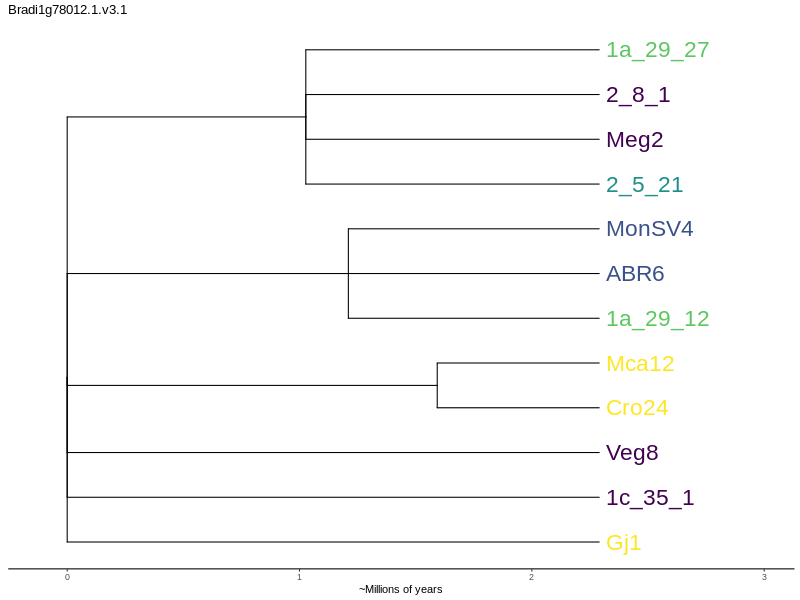 Bradi1g78012.1.v3.1
1a_29_27
2_8_1
Meg2
2_5_21
MonSV4
ABR6
1a_29_12
Mca12
Cro24
Veg8
1c_35_1
Gj1
0 1 2 3
~Millions of years